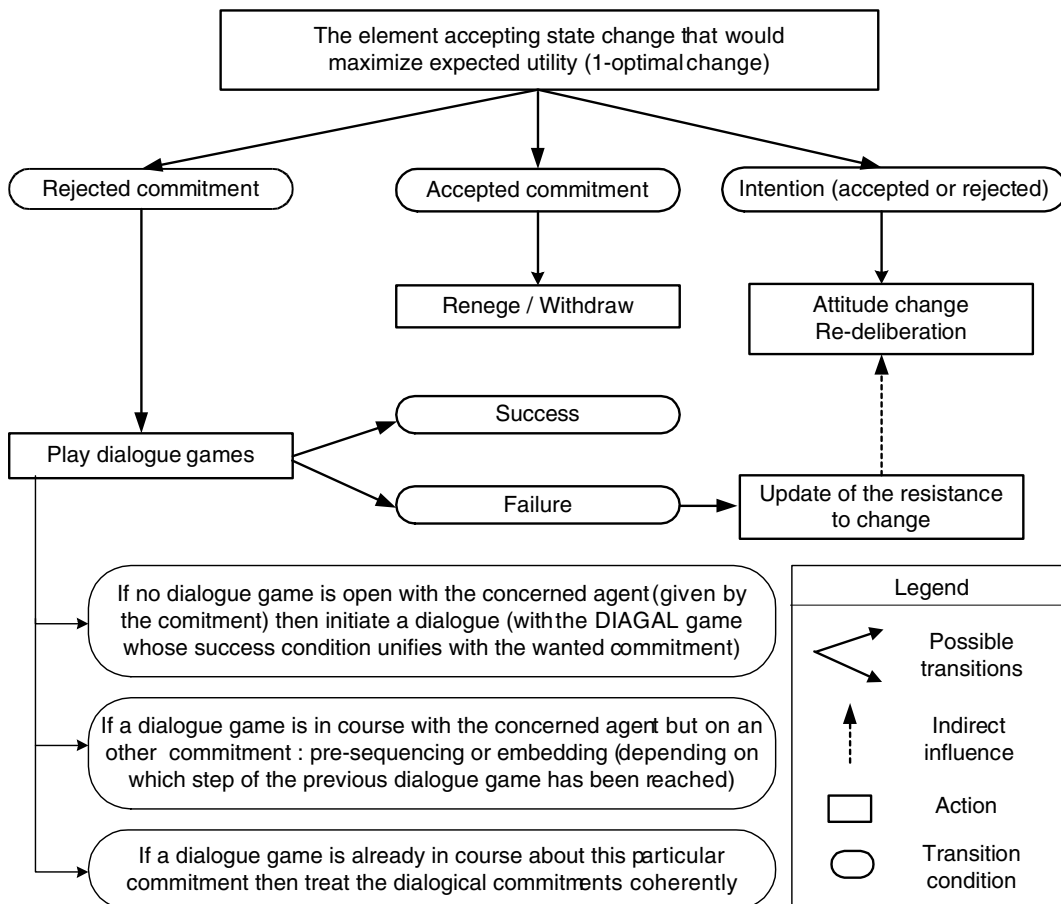 The element accepting state change that would
maximize expected utility (1-optimal change)
Rejected commitment
Accepted commitment
Intention (accepted or rejected)
Renege / Withdraw
Attitude change
Re-deliberation
Success
Play dialogue games
Failure
Update of the resistance
to change
If no dialogue game is open with the concerned agent (given by
the comitment) then initiate a dialogue (with the DIAGAL game
whose success condition unifies with the wanted commitment)
If a dialogue game is in course with the concerned agent but on an
other commitment : pre-sequencing or embedding (depending on
which step of the previous dialogue game has been reached)
If a dialogue game is already in course about this particular
commitment then treat the dialogical commitments coherently
Legend
Possible
transitions
Indirect
influence
Action
Transition
condition